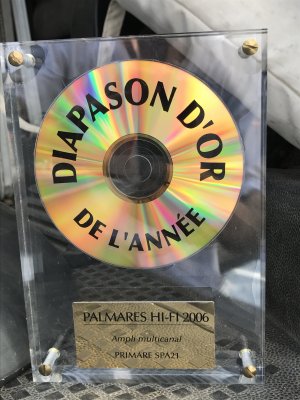 DIAPASON D'OR
DE L'ANNÉE
PALMARES HI-FI 2006
Ampli multicanal
PRIMARE SPA21